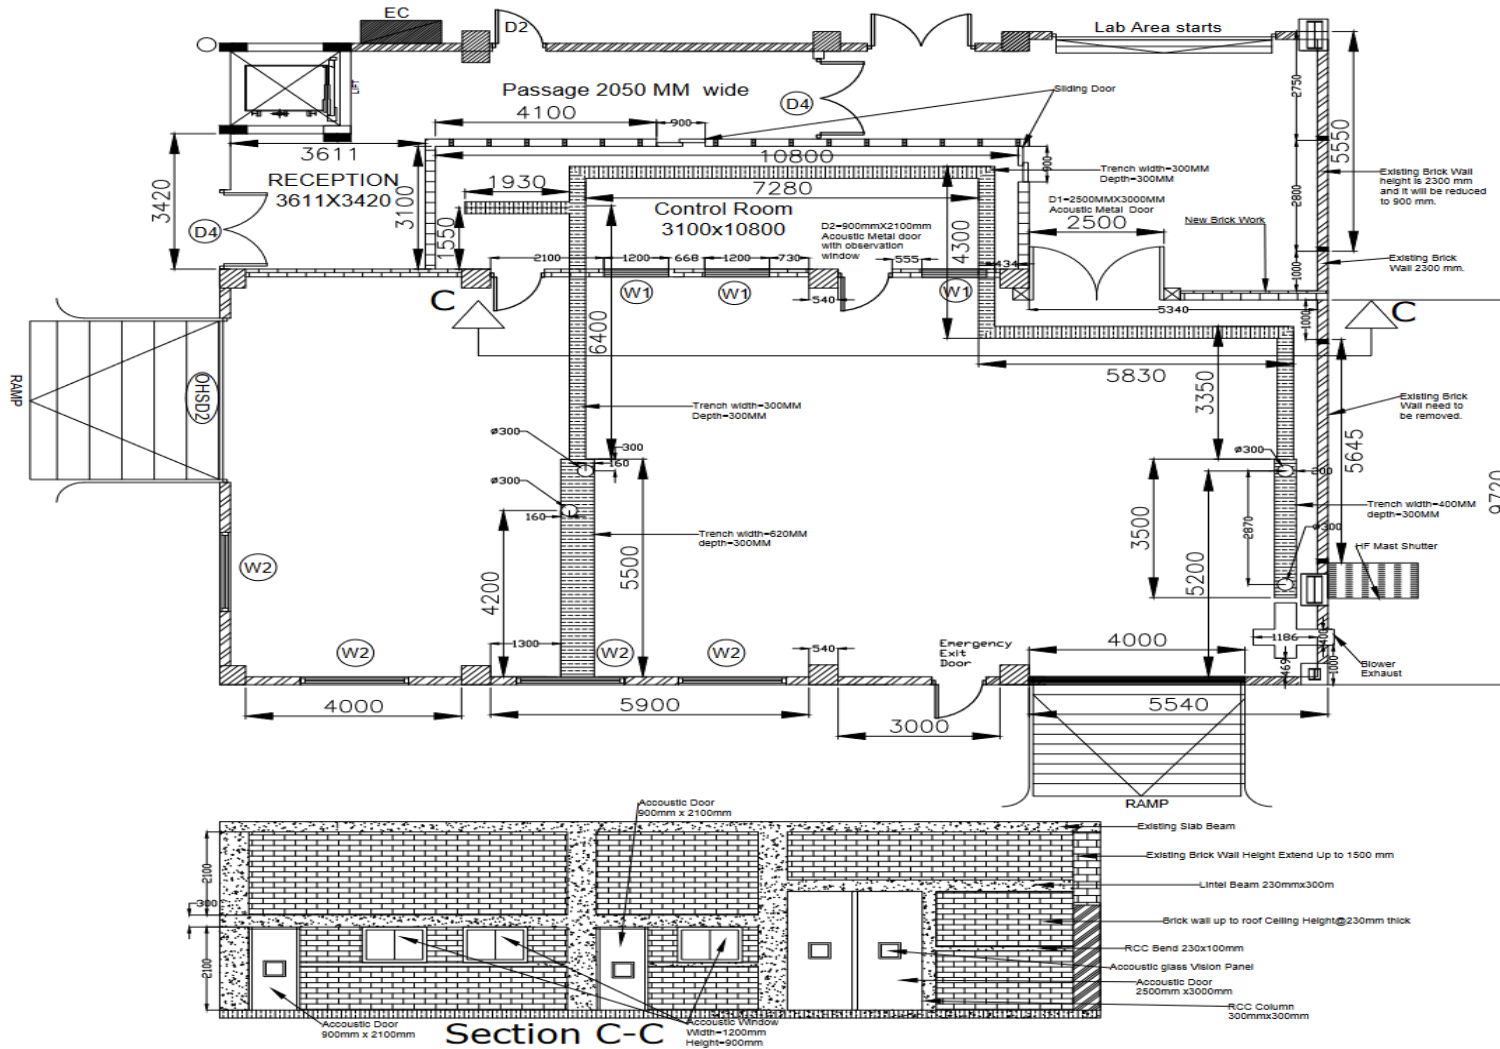 EC
D2
Lab Area starts
Passage 2050 MM wide
D4
Sliding Door
LIFT
4100
900
2750
5550
3611
10800
900
RECEPTION
3611X3420
3420
D4
3100
1930
7280
Trench width=300MM
Depth=300MM
Existing Brick Wall
height is 2300 mm
and it will be reduced
to 900 mm.
2800
Control Room
3100x10800
D1=2500MMX3000MM
Acoustic Metal Door
2500
New Brick Work
D2=900mmX2100mm
Acoustic Metal door
with observation
window
4300
1550
2100
1200
668
1200
730
555
434
1000
Existing Brick
Wall 2300 mm.
W1
W1
W1
540
C
C
5340
1000
6400
5830
3350
RAMP
OHSD2
Trench width=300MM
Depth=300MM
Existing Brick
Wall need to
be removed.
5645
9720
ø300
300
160
ø300
160
ø300
200
Trench width=400MM
depth=300MM
Trench width=620MM
depth=300MM
3500
2870
ø300
5200
HF Mast Shutter
W2
4200
5500
1300
W2
W2
W2
540
Emergency
Exit
Door
4000
1186
400
469
1000
Blower
Exhaust
4000
5900
3000
5540
RAMP
Accoustic Door
900mm x 2100mm
Existing Slab Beam
Existing Brick Wall Height Extend Up to 1500 mm
2100
Lintel Beam 230mmx300m
300
Brick wall up to roof Ceiling Height@230mm thick
RCC Bend 230x100mm
2100
Accoustic glass Vision Panel
Accoustic Door
2500mm x3000mm
RCC Column
300mmx300mm
Accoustic Door
900mm x 2100mm
Section C-C
Accoustic Window
Width=1200mm
Height=900mm